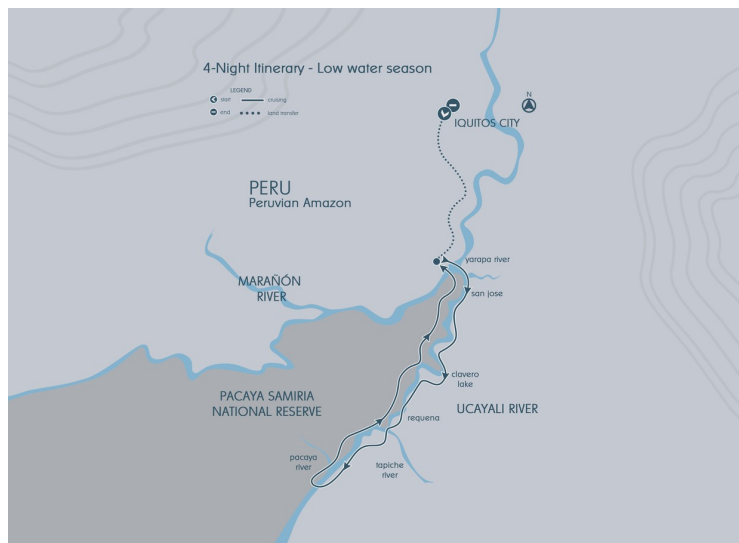 4-Night Itinerary - Low water season
LEGEND
start
cruising
end
land transfer
N
IQUITOS CITY
PERU
Peruvian Amazon
yarapa river
MARAÑÓN
RIVER
san jose
clavero
lake
PACAYA SAMIRIA
NATIONAL RESERVE
UCAYALI RIVER
requena
pacaya
river
tapiche
river